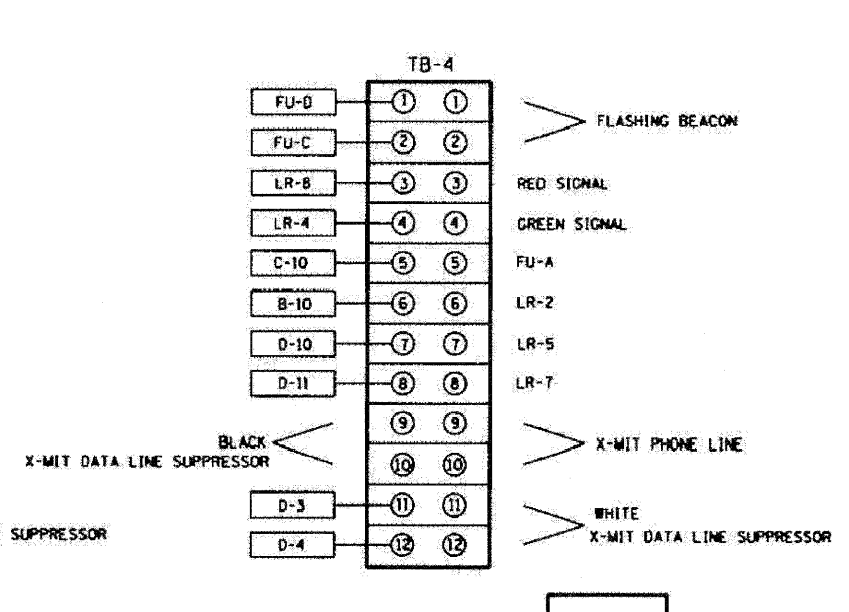 TB-4
FU-D 1 1
FLASHING BEACON
FU-C 2 2
LR-8 3 3 RED SIGNAL
LR-4 4 4 GREEN SIGNAL
C-10 5 5 FU-A
B-10 6 6 LR-2
D-10 7 7 LR-5
D-11 8 8 LR-7
9 9
BLACK X-MIT PHONE LINE
X-MIT DATA LINE SUPPRESSOR 10 10
D-3 11 11
WHITE
SUPPRESSOR X-MIT DATA LINE SUPPRESSOR
D-4 12 12